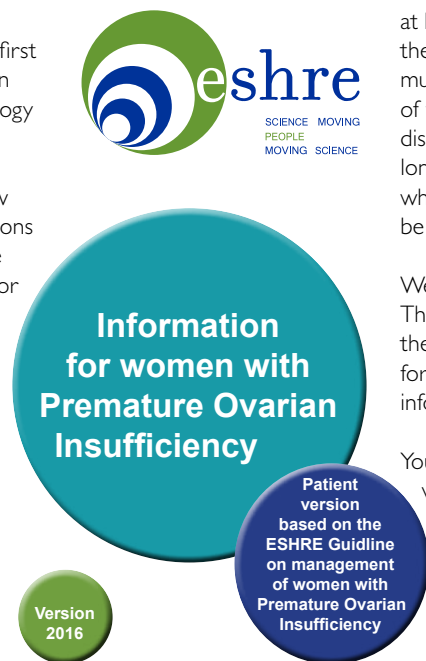 first
n
ogy
w
ons
e
or
eshre
SCIENCE MOVING
PEOPLE
MOVING SCIENCE
Information
for women with
Premature Ovarian
Insufficiency
Patient
version
based on the
ESHRE Guidline
on management
of women with
Premature Ovarian
Insufficiency
Version
2016
at
the
mu
of
dis
lon
wh
be
We
Th
the
for
info
You